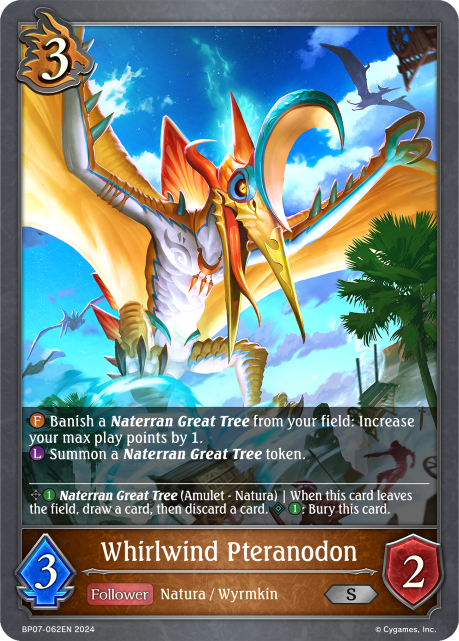 3
F Banish a Naterran Great Tree from your field: Increase
your max play points by 1.
L Summon a Naterran Great Tree token.
1 Naterran Great Tree (Amulet - Natura) | When this card leaves
the field, draw a card, then discard a card. 1: Bury this card.
Whirlwind Pteranodon
3
2
Follower Natura / Wyrmkin S
BP07-062EN 2024 © Cygames, Inc.